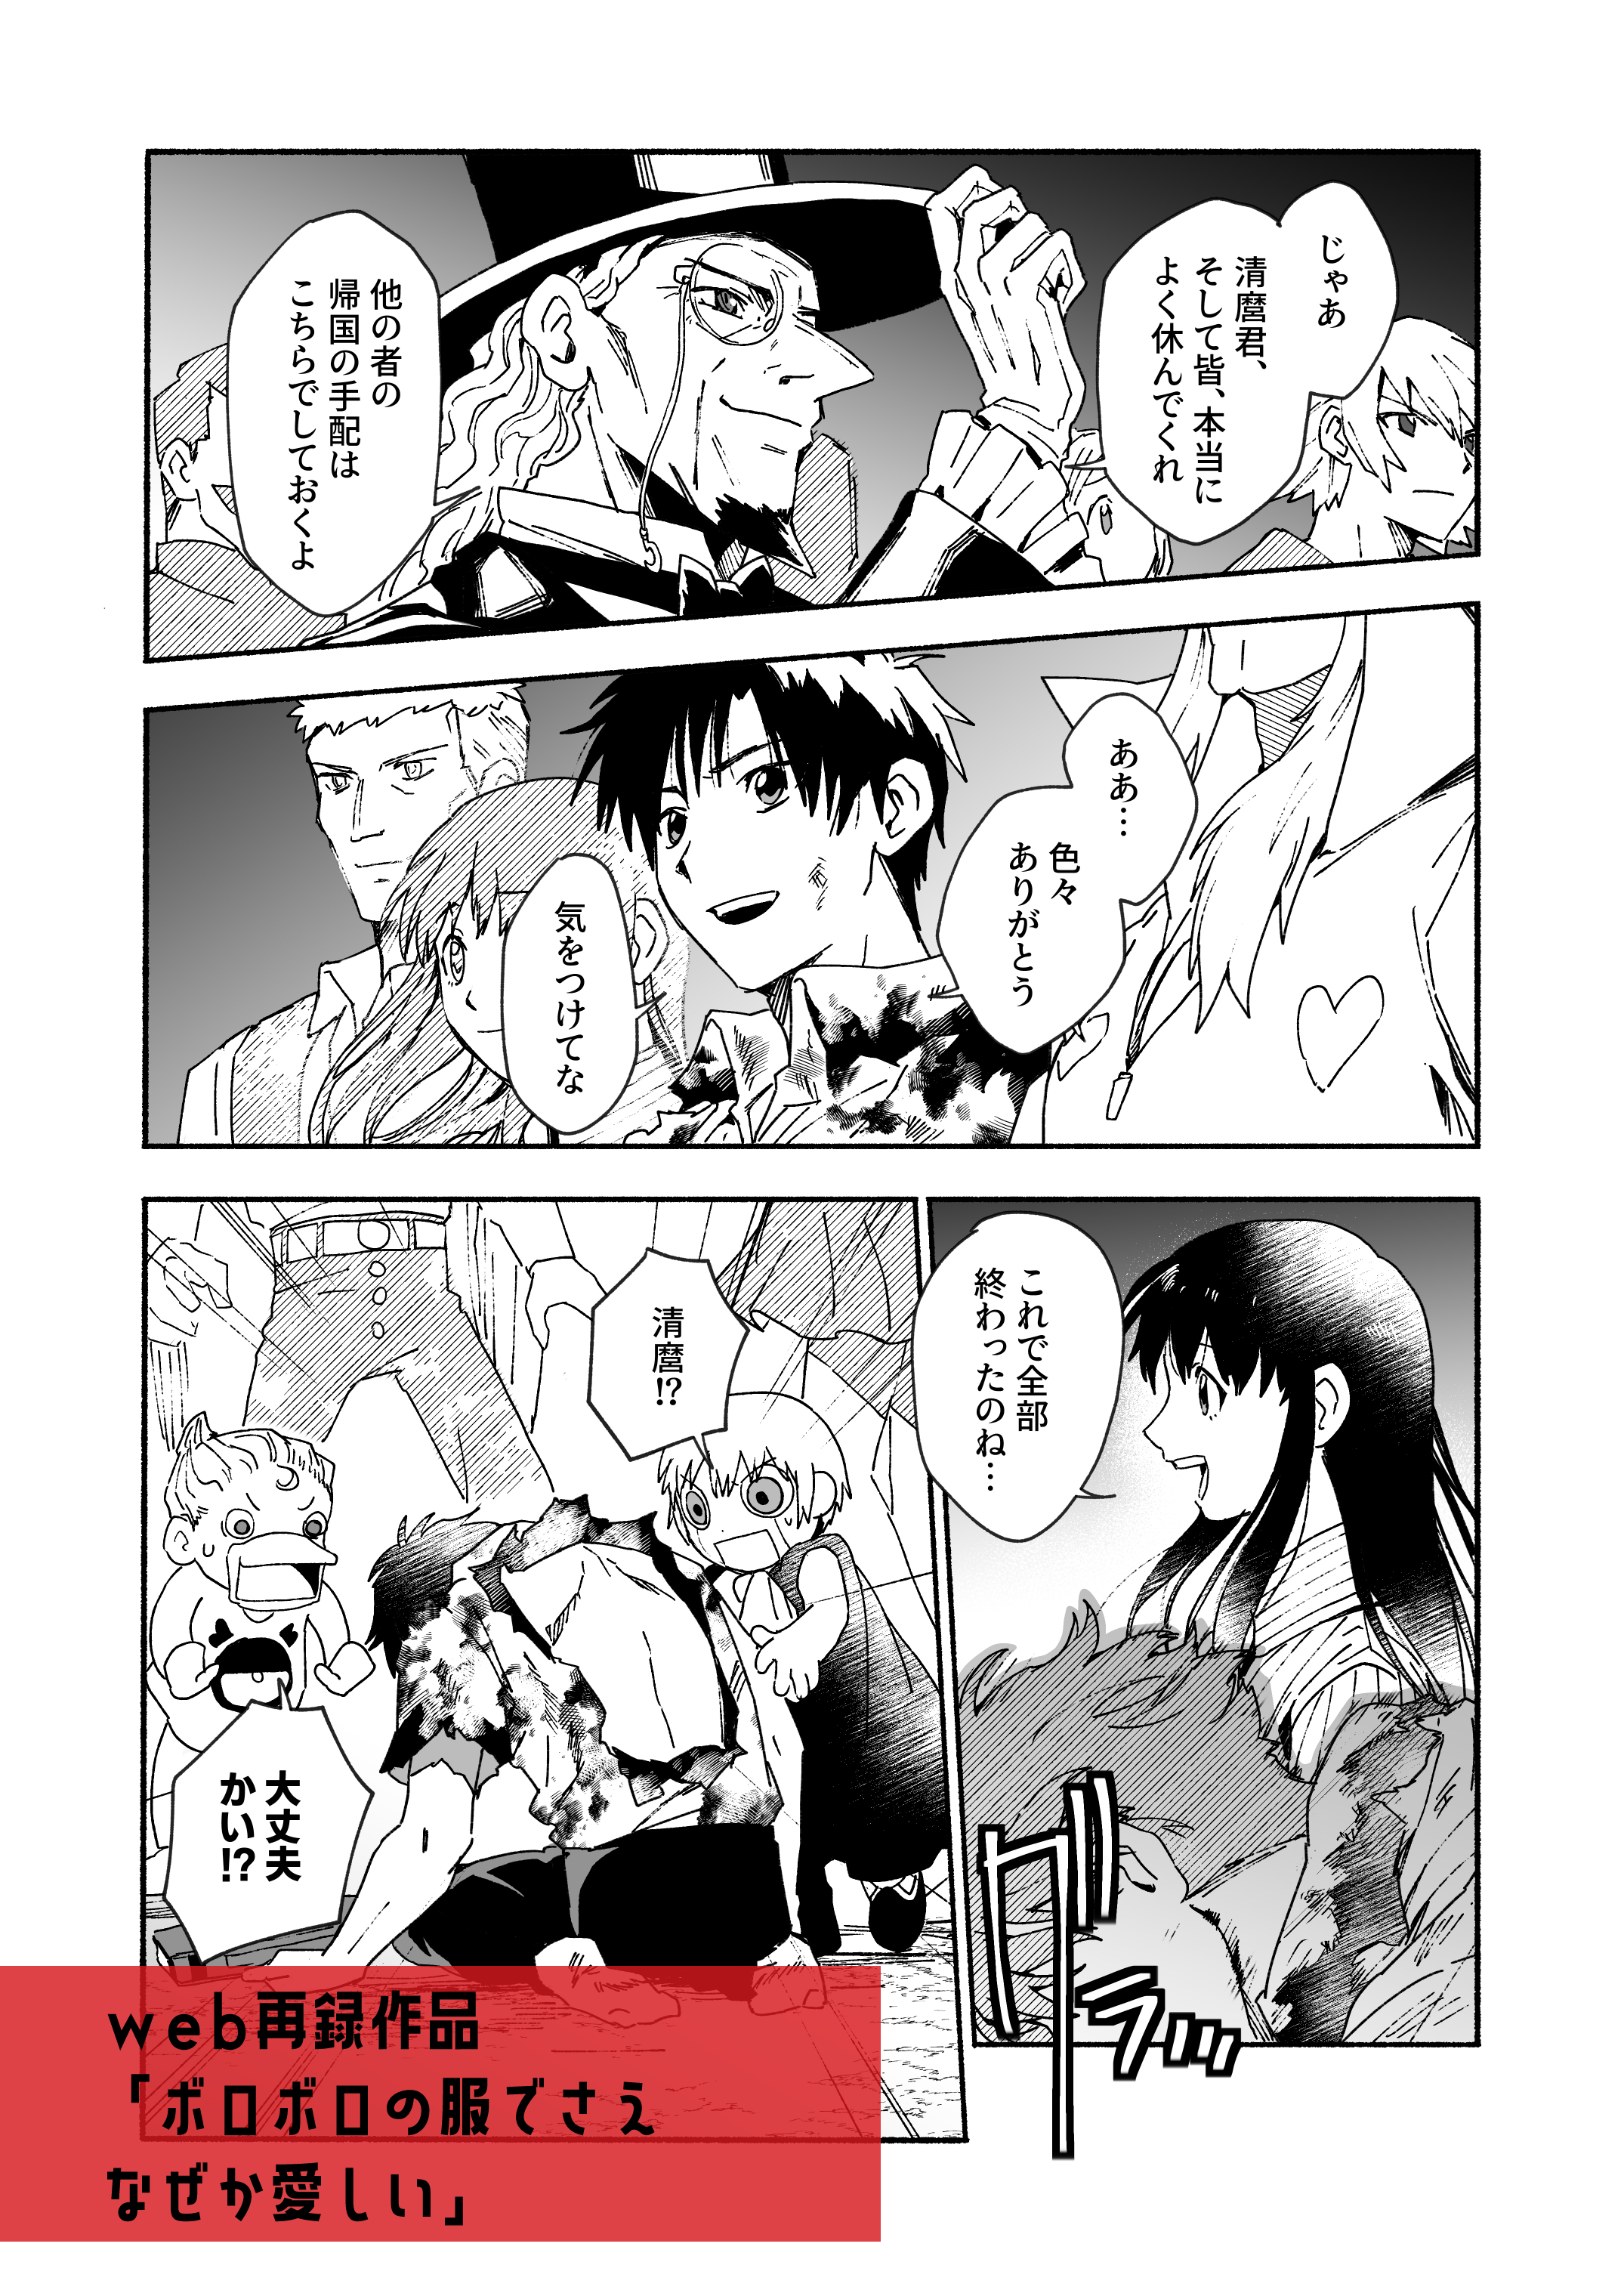 じゃあ
清麿君、
そして皆、本当に
よく休んでくれ
他の者の
帰国の手配は
こちらでしておくよ
ああ…
色々
ありがとう
気をつけてな
これで全部
終わったのね…
グラッ
清麿!?
大丈夫
かい!?
web再録作品
「ボロボロの服でさえ
なぜか愛しい」